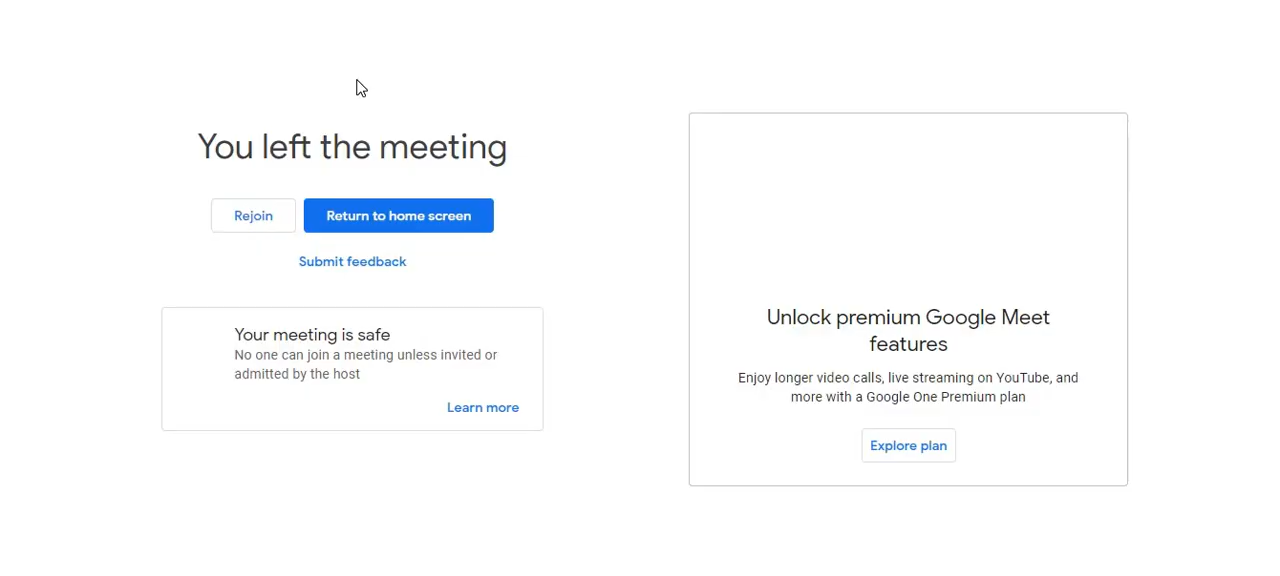 You left the meeting
Rejoin
Return to home screen
Submit feedback
Your meeting is safe
No one can join a meeting unless invited or
admitted by the host
Learn more
Unlock premium Google Meet
features
Enjoy longer video calls, live streaming on YouTube, and
more with a Google One Premium plan
Explore plan